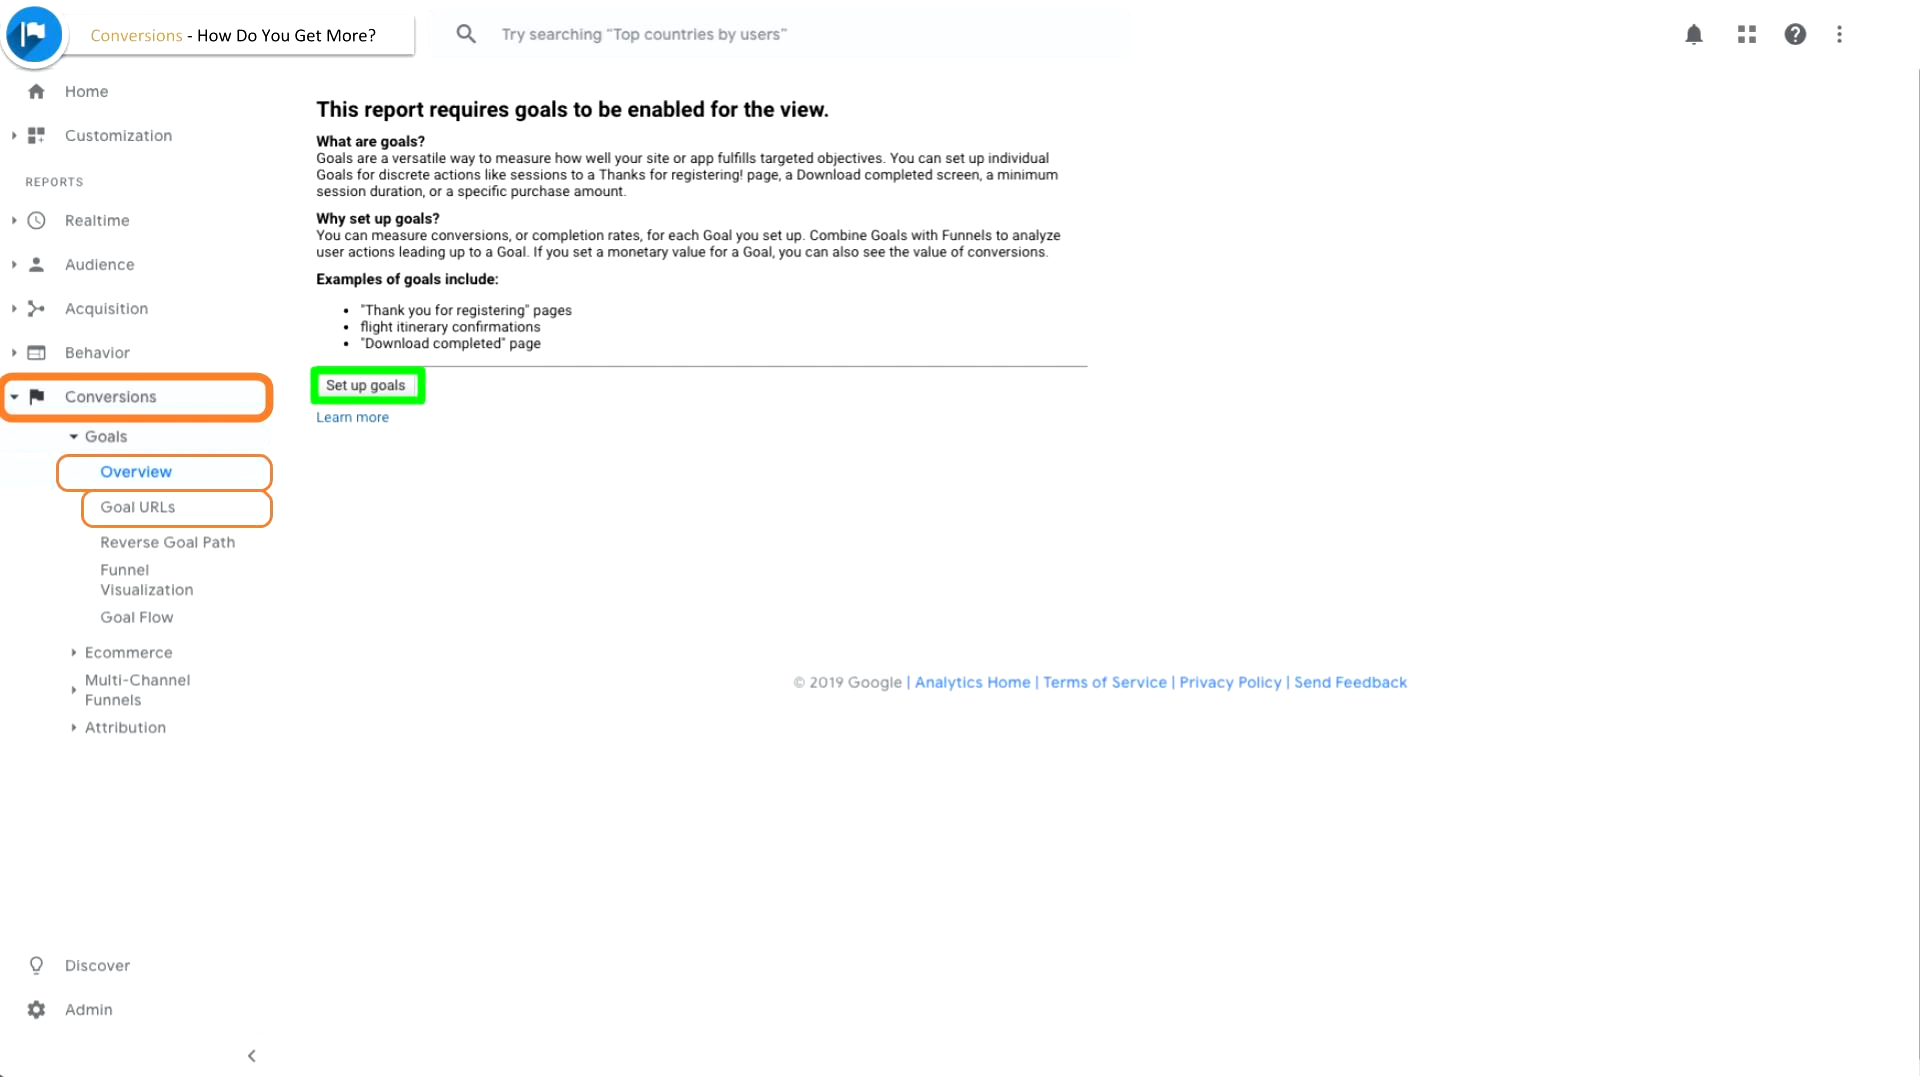 Conversions - How Do You Get More?
Try searching “Top countries by users”
Home
Customization
REPORTS
Realtime
Audience
Acquisition
Behavior
Conversions
Goals
Overview
Goal URLs
Reverse Goal Path
Funnel
Visualization
Goal Flow
Ecommerce
Multi-Channel
Funnels
Attribution
Discover
Admin
This report requires goals to be enabled for the view.
What are goals?
Goals are a versatile way to measure how well your site or app fulfills targeted objectives. You can set up individual
Goals for discrete actions like sessions to a Thanks for registering! page, a Download completed screen, a minimum
session duration, or a specific purchase amount.
Why set up goals?
You can measure conversions, or completion rates, for each Goal you set up. Combine Goals with Funnels to analyze
user actions leading up to a Goal. If you set a monetary value for a Goal, you can also see the value of conversions.
Examples of goals include:
• "Thank you for registering" pages
• flight itinerary confirmations
• "Download completed" page
Set up goals
Learn more
© 2019 Google | Analytics Home | Terms of Service | Privacy Policy | Send Feedback